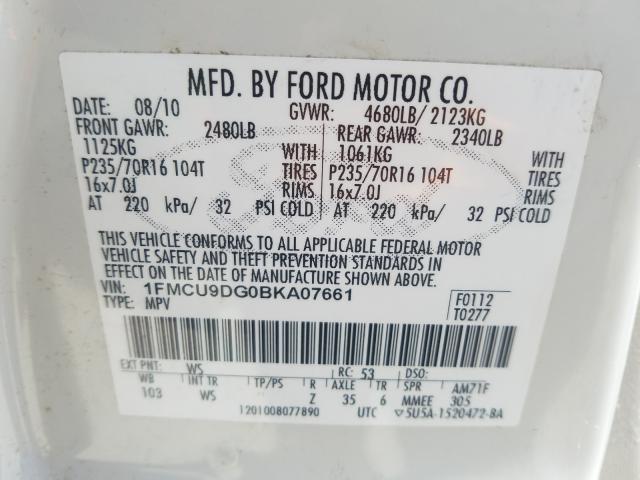 MFD. BY FORD MOTOR CO.
DATE: 08/10 GVWR: 4680LB/ 2123KG
FRONT GAWR: 2480LB REAR GAWR: 2340LB
1125KG WITH 1061KG WITH
P235/70R16 104T TIRES P235/70R16 104T TIRES
16x7.0J RIMS 16x7.0J RIMS
AT 220 kPa/ 32 PSI COLD AT 220 kPa/ 32 PSI COLD
THIS VEHICLE CONFORMS TO ALL APPLICABLE FEDERAL MOTOR
VEHICLE SAFETY AND THEFT PREVENTION STANDARDS IN
EFFECT ON THE DATE OF MANUFACTURE SHOWN ABOVE.
VIN: 1FMCU9DG0BKA07661 F0112
TYPE: MPV T0277
EXT PNT: WS RC: 53 DSO:
WB INT TR TP/PS R AXLE TR SPR AM71F
103 WS Z 35 6 MMEE 305
1201008077890 UTC 5U5A-1520472-BA